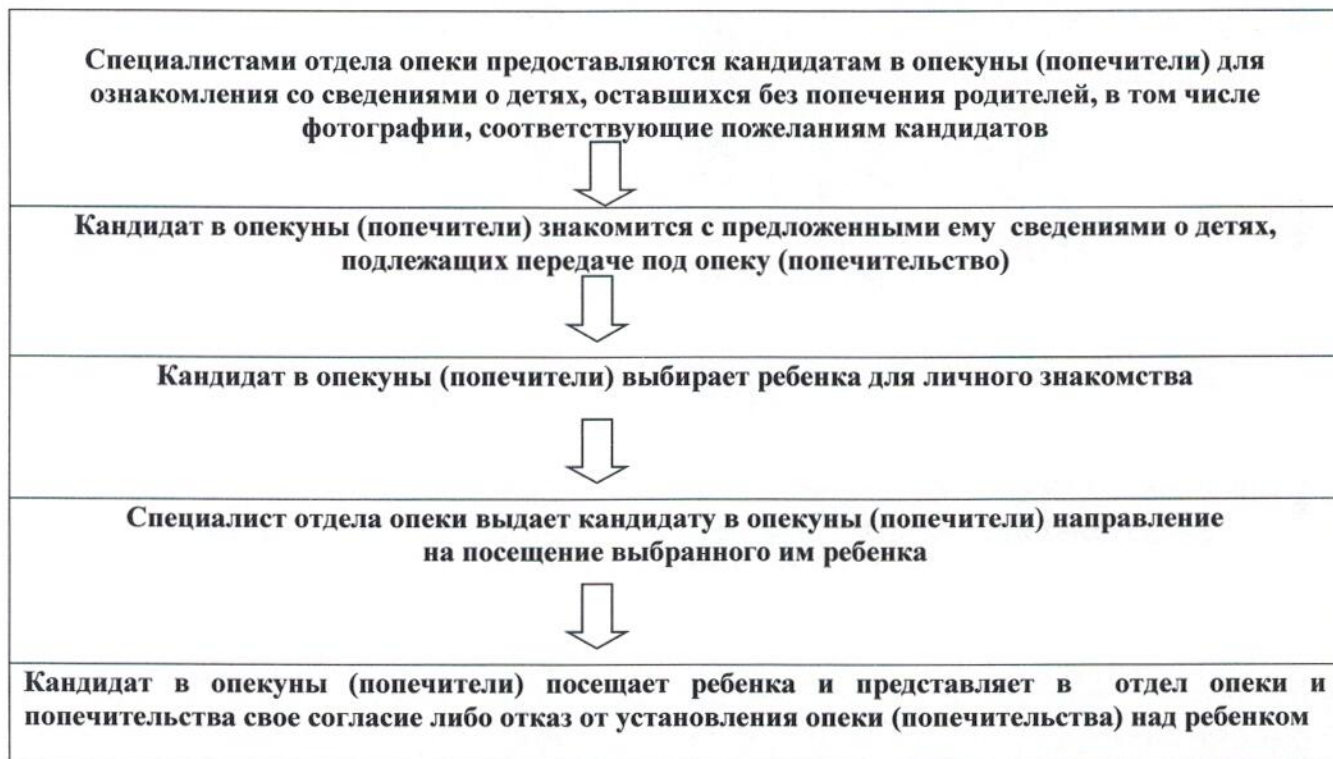 Специалистами отдела опеки предоставляются кандидатам в опекуны (попечители) для
ознакомления со сведениями о детях, оставшихся без попечения родителей, в том числе
фотографии, соответствующие пожеланиям кандидатов
Кандидат в опекуны (попечители) знакомится с предложенными ему сведениями о детях,
подлежащих передаче под опеку (попечительство)
Кандидат в опекуны (попечители) выбирает ребенка для личного знакомства
Специалист отдела опеки выдает кандидату в опекуны (попечители) направление
на посещение выбранного им ребенка
Кандидат в опекуны (попечители) посещает ребенка и представляет в отдел опеки и
попечительства свое согласие либо отказ от установления опеки (попечительства) над ребенком